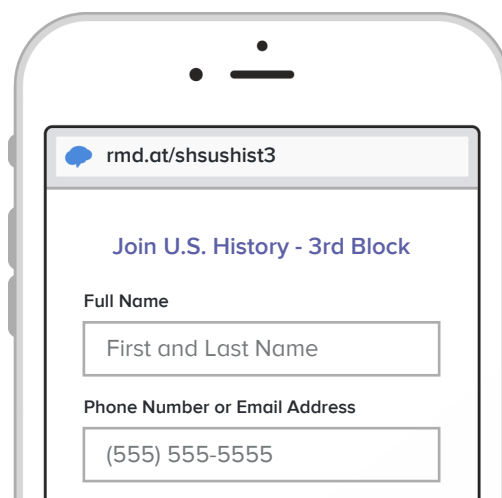 rmd.at/shsushist3
Join U.S. History - 3rd Block
Full Name
First and Last Name
Phone Number or Email Address
(555) 555-5555